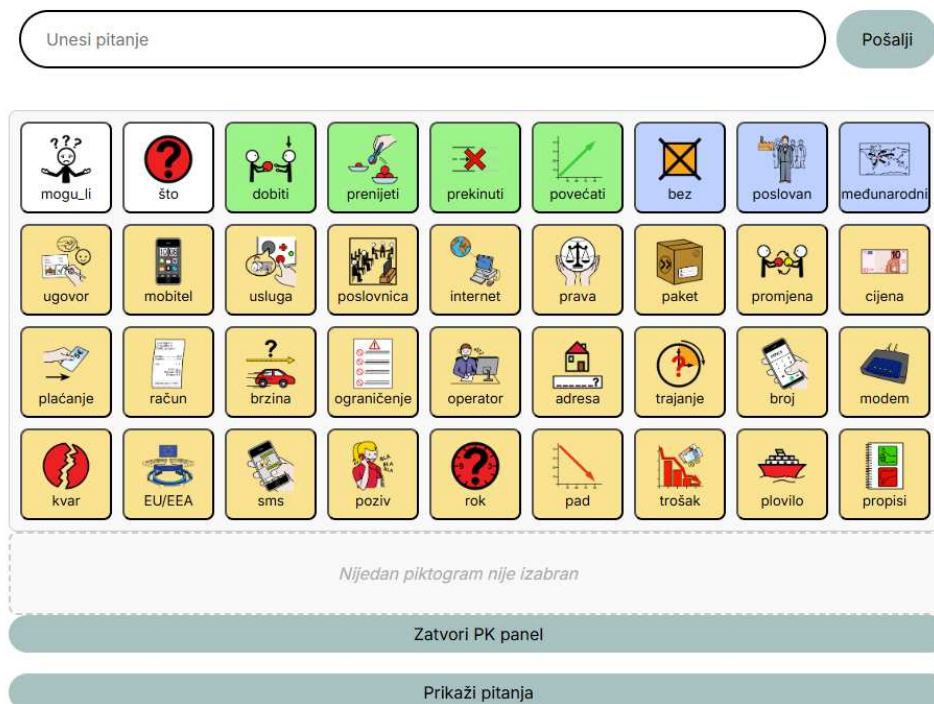 Unesi pitanje Pošalji
mogu_li što dobiti prenijeti prekinuti povećati bez poslovan međunarodni
ugovor mobitel usluga poslovnica internet prava paket promjena cijena
plaćanje račun brzina ograničenje operator adresa trajanje broj modem
kvar EU/EEA sms poziv rok pad trošak plovilo propisi
Nijedan piktogram nije izabran
Zatvori PK panel
Prikaži pitanja